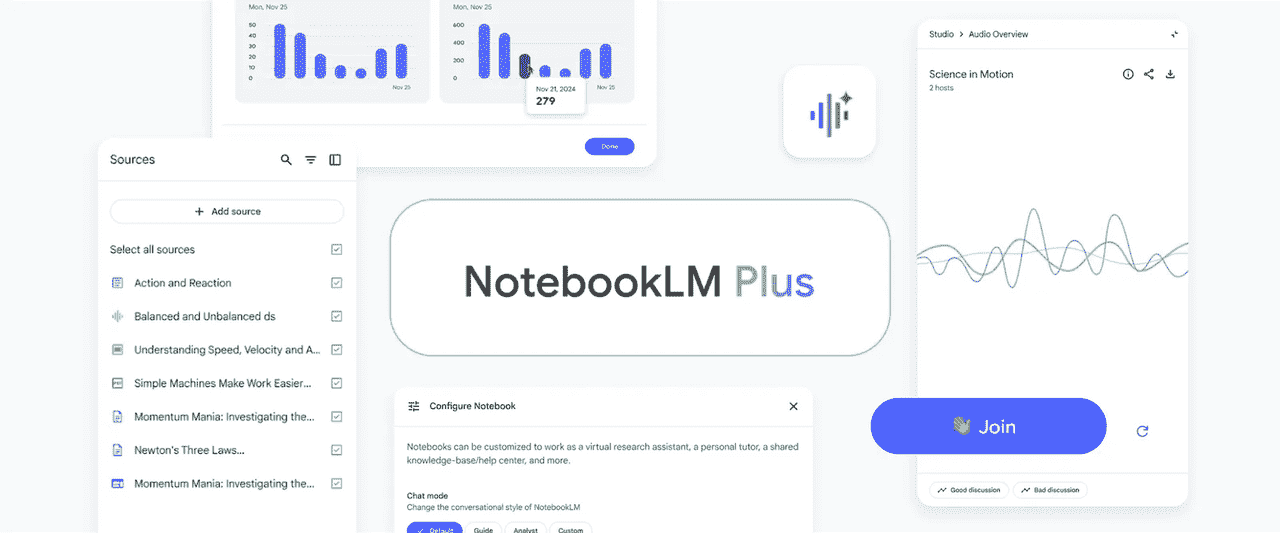 Mon, Nov 25
50
40
30
20
10
0
Nov 25
Mon, Nov 25
600
400
200
0
Nov 25
Nov 21, 2024
279
Done
Sources
+ Add source
Select all sources
Action and Reaction
Balanced and Unbalanced ds
Understanding Speed, Velocity and A...
Simple Machines Make Work Easier...
Momentum Mania: Investigating the...
Newton's Three Laws...
Momentum Mania: Investigating the...
NotebookLM Plus
Configure Notebook
Notebooks can be customized to work as a virtual research assistant, a personal tutor, a shared
knowledge-base/help center, and more.
Chat mode
Change the conversational style of NotebookLM
Default
Guide
Analyst
Custom
Studio > Audio Overview
Science in Motion
2 hosts
Join
Good discussion
Bad discussion